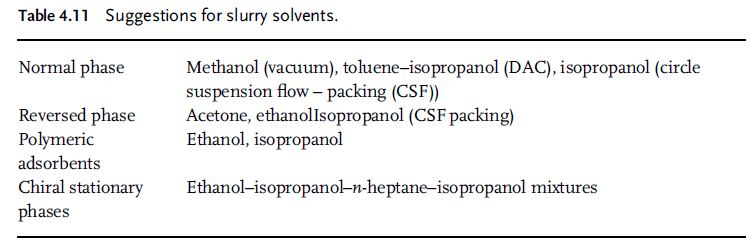 Table 4.11 Suggestions for slurry solvents.
Normal phase Methanol (vacuum), toluene–isopropanol (DAC), isopropanol (circle
suspension flow – packing (CSF))
Reversed phase Acetone, ethanolIsopropanol (CSF packing)
Polymeric Ethanol, isopropanol
adsorbents
Chiral stationary Ethanol–isopropanol–n-heptane–isopropanol mixtures
phases